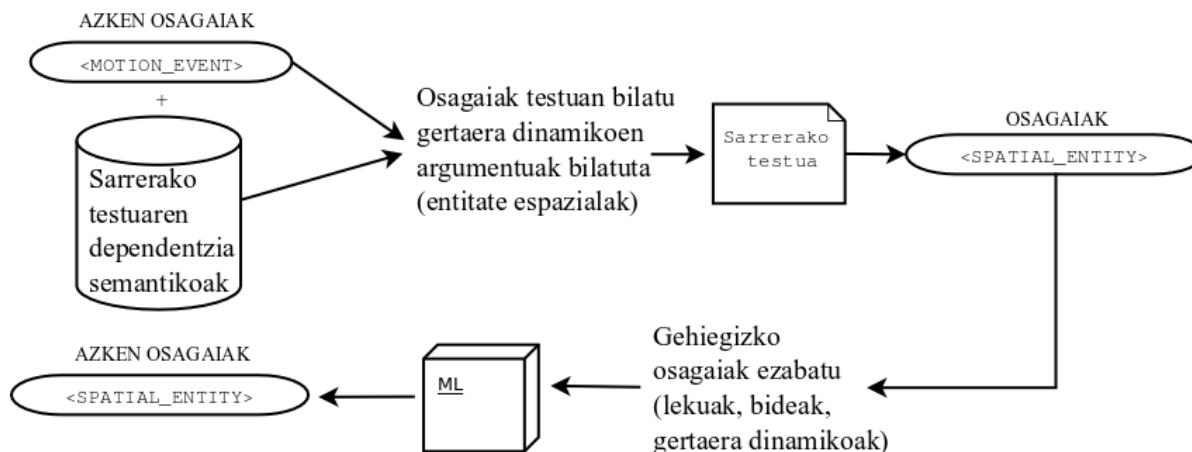 AZKEN OSAGAIAK
<MOTION_EVENT>
+
Sarrerako
testuaren
dependentzia
semantikoak
Osagaiak testuan bilatu
gertaera dinamikoen
argumentuak bilatuta
(entitate espazialak)
Sarrerako
testua
OSAGAIAK
<SPATIAL_ENTITY>
Gehiegizko
osagaiak ezabatu
(lekuak, bideak,
gertaera dinamikoak)
ML
AZKEN OSAGAIAK
<SPATIAL_ENTITY>